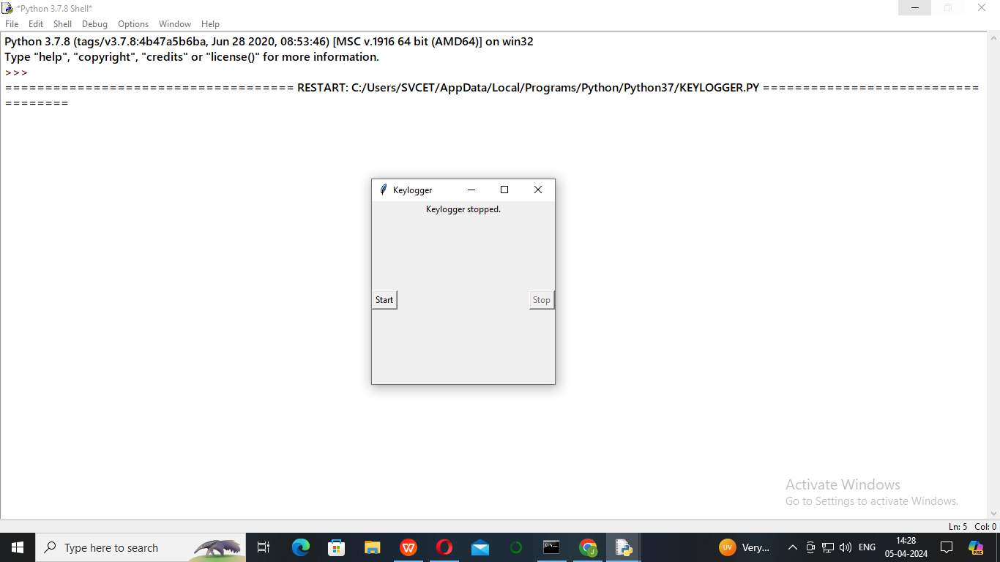 *Python 3.7.8 Shell*
File Edit Shell Debug Options Window Help
Python 3.7.8 (tags/v3.7.8:4b47a5b6ba, Jun 28 2020, 08:53:46) [MSC v.1916 64 bit (AMD64)] on win32
Type "help", "copyright", "credits" or "license()" for more information.
>>>
==================================== RESTART: C:/Users/SVCET/AppData/Local/Programs/Python/Python37/KEYLOGGER.PY ===========================
========
Keylogger
Keylogger stopped.
Start Stop
Activate Windows
Go to Settings to activate Windows.
Ln: 5 Col: 0
Type here to search
UV Very... ENG 14:28
05-04-2024
PRE